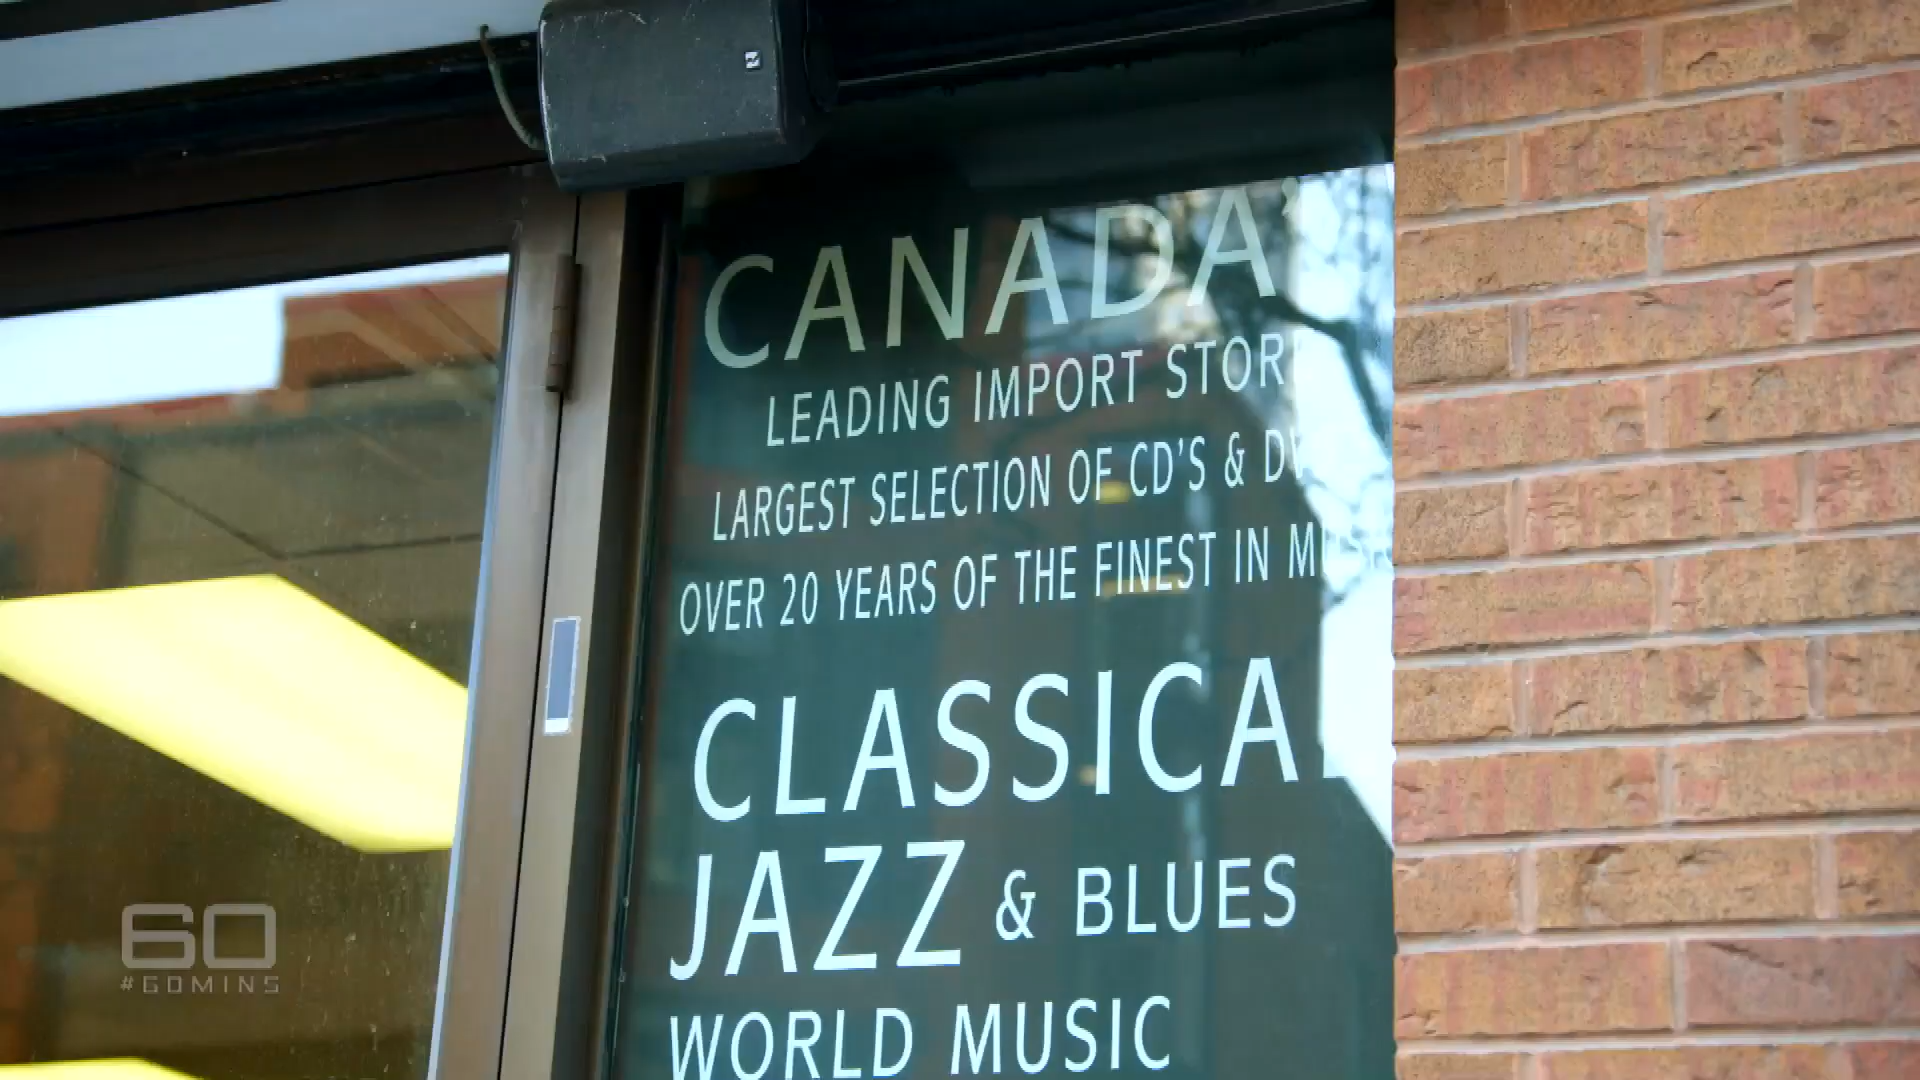 CANADA'
LEADING IMPORT STOR
LARGEST SELECTION OF CD'S & DV
OVER 20 YEARS OF THE FINEST IN MUS
CLASSICA
JAZZ & BLUES
WORLD MUSIC
60
#60MINS